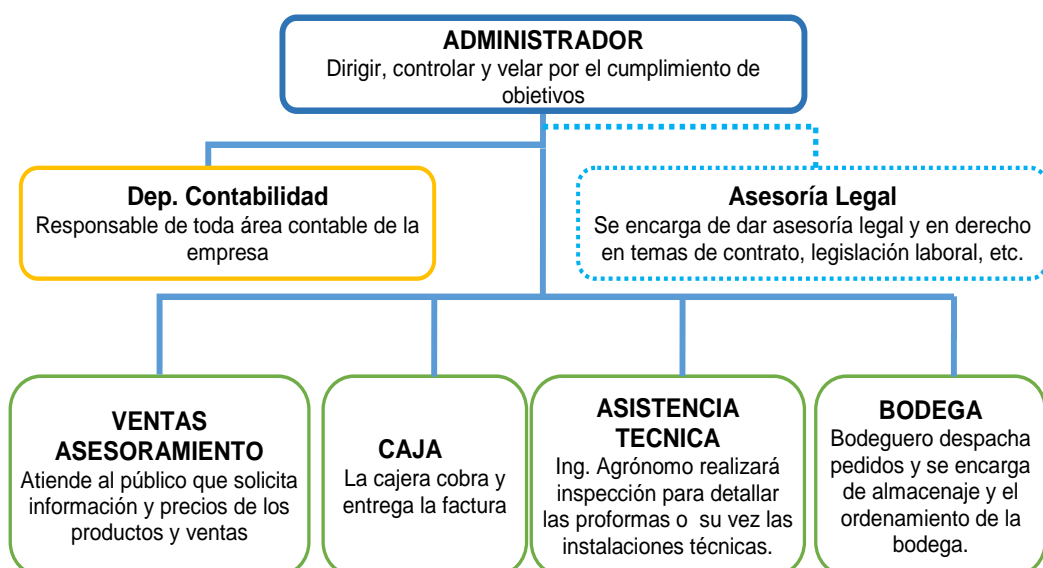 ADMINISTRADOR
Dirigir, controlar y velar por el cumplimiento de
objetivos
Dep. Contabilidad
Responsable de toda área contable de la
empresa
Asesoría Legal
Se encarga de dar asesoría legal y en derecho
en temas de contrato, legislación laboral, etc.
VENTAS
ASESORAMIENTO
Atiende al público que solicita
información y precios de los
productos y ventas
CAJA
La cajera cobra y
entrega la factura
ASISTENCIA
TECNICA
Ing. Agrónomo realizará
inspección para detallar
las proformas o su vez las
instalaciones técnicas.
BODEGA
Bodeguero despacha
pedidos y se encarga
de almacenaje y el
ordenamiento de la
bodega.